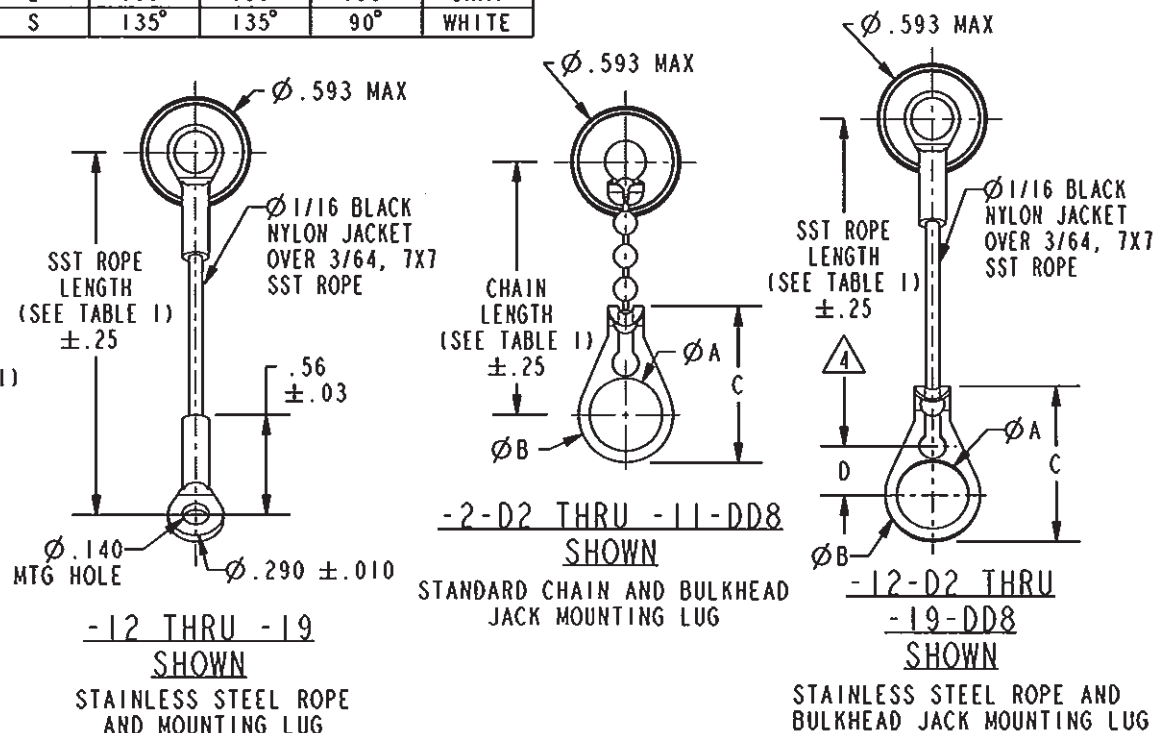 S 135° 135° 90° WHITE
Ø.593 MAX
SST ROPE
LENGTH
(SEE TABLE I)
±.25
Ø1/16 BLACK
NYLON JACKET
OVER 3/64, 7X7
SST ROPE
.56
±.03
Ø.140
MTG HOLE
Ø.290 ±.010
-12 THRU -19
SHOWN
STAINLESS STEEL ROPE
AND MOUNTING LUG
I)
Ø.593 MAX
CHAIN
LENGTH
(SEE TABLE I)
±.25
ØA
C
ØB
-2-D2 THRU -11-DD8
SHOWN
STANDARD CHAIN AND BULKHEAD
JACK MOUNTING LUG
Ø.593 MAX
SST ROPE
LENGTH
(SEE TABLE I)
±.25
Ø1/16 BLACK
NYLON JACKET
OVER 3/64, 7X7
SST ROPE
4
D
ØA
C
ØB
-12-D2 THRU
-19-DD8
SHOWN
STAINLESS STEEL ROPE AND
BULKHEAD JACK MOUNTING LUG